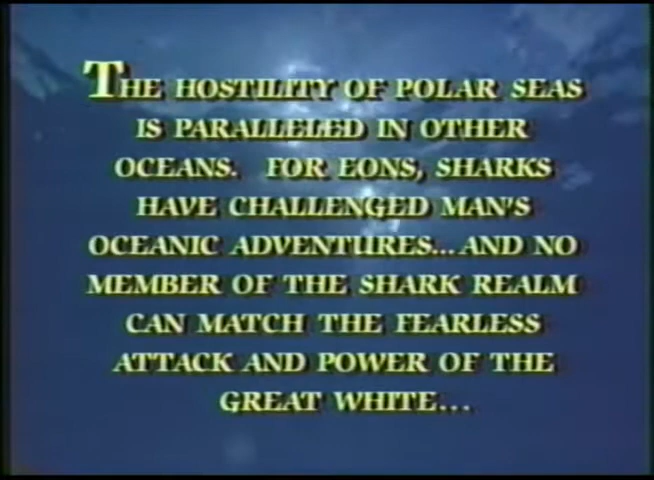 THE HOSTILITY OF POLAR SEAS
IS PARALLELED IN OTHER
OCEANS. FOR EONS, SHARKS
HAVE CHALLENGED MAN'S
OCEANIC ADVENTURES...AND NO
MEMBER OF THE SHARK REALM
CAN MATCH THE FEARLESS
ATTACK AND POWER OF THE
GREAT WHITE...